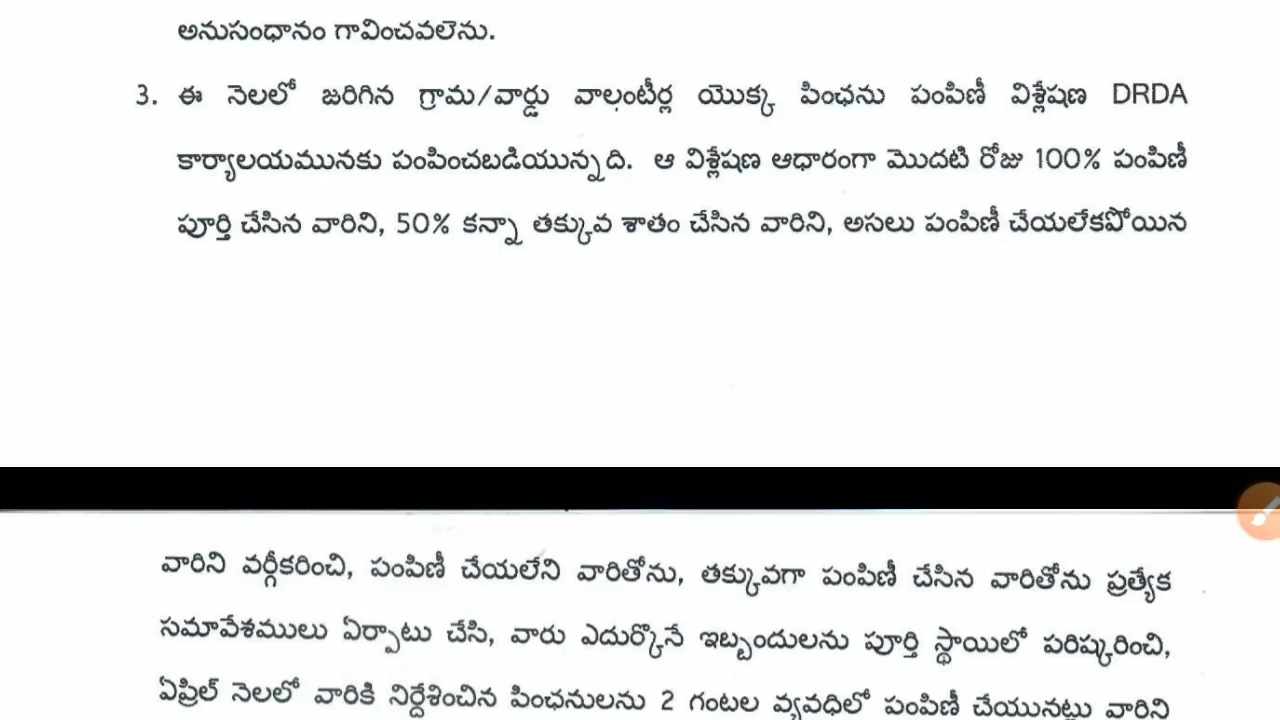 అనుసంధానం గావించవలెను.
3. ఈ నెలలో జరిగిన గ్రామ/వార్డు వాలంటీర్ల యొక్క పింఛను పంపిణీ విశ్లేషణ DRDA
కార్యాలయమునకు పంపించబడియున్నది. ఆ విశ్లేషణ ఆధారంగా మొదటి రోజు 100% పంపిణీ
పూర్తి చేసిన వారిని, 50% కన్నా తక్కువ శాతం చేసిన వారిని, అసలు పంపిణీ చేయలేకపోయిన
వారిని వర్గీకరించి, పంపిణీ చేయలేని వారితోను, తక్కువగా పంపిణీ చేసిన వారితోను ప్రత్యేక
సమావేశములు ఏర్పాటు చేసి, వారు ఎదుర్కొనే ఇబ్బందులను పూర్తి స్థాయిలో పరిష్కరించి,
ఏప్రిల్ నెలలో వారికి నిర్దేశించిన పింఛనులను 2 గంటల వ్యవధిలో పంపిణీ చేయునట్టు వారిని